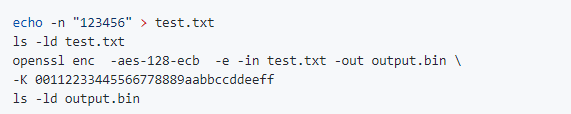 echo -n "123456" > test.txt
ls -ld test.txt
openssl enc  -aes-128-ecb  -e -in test.txt -out output.bin \
-K 00112233445566778889aabbccddeeff
ls -ld output.bin